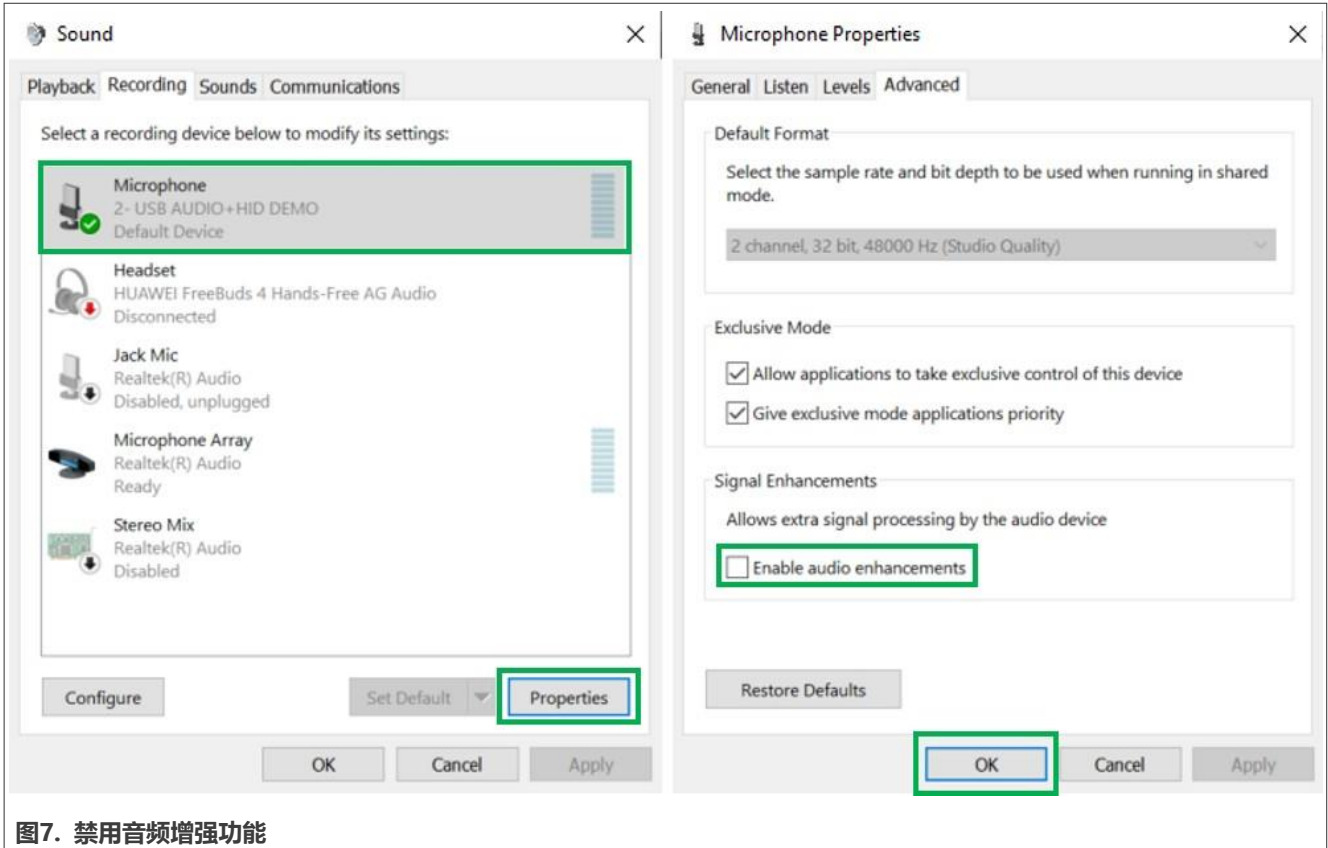 Sound
Playback Recording Sounds Communications
Select a recording device below to modify its settings:
Microphone
2- USB AUDIO+HID DEMO
Default Device
Headset
HUAWEI FreeBuds 4 Hands-Free AG Audio
Disconnected
Jack Mic
Realtek(R) Audio
Disabled, unplugged
Microphone Array
Realtek(R) Audio
Ready
Stereo Mix
Realtek(R) Audio
Disabled
Configure
Set Default
Properties
OK
Cancel
Apply
Microphone Properties
General Listen Levels Advanced
Default Format
Select the sample rate and bit depth to be used when running in shared
mode.
2 channel, 32 bit, 48000 Hz (Studio Quality)
Exclusive Mode
Allow applications to take exclusive control of this device
Give exclusive mode applications priority
Signal Enhancements
Allows extra signal processing by the audio device
Enable audio enhancements
Restore Defaults
OK
Cancel
Apply
图7. 禁用音频增强功能